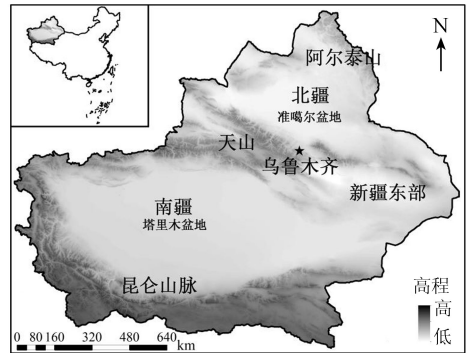 N
阿尔泰山
北疆
准噶尔盆地
天山
乌鲁木齐
新疆东部
南疆
塔里木盆地
昆仑山脉
高程
高
低
0 80 160 320 480 640
km